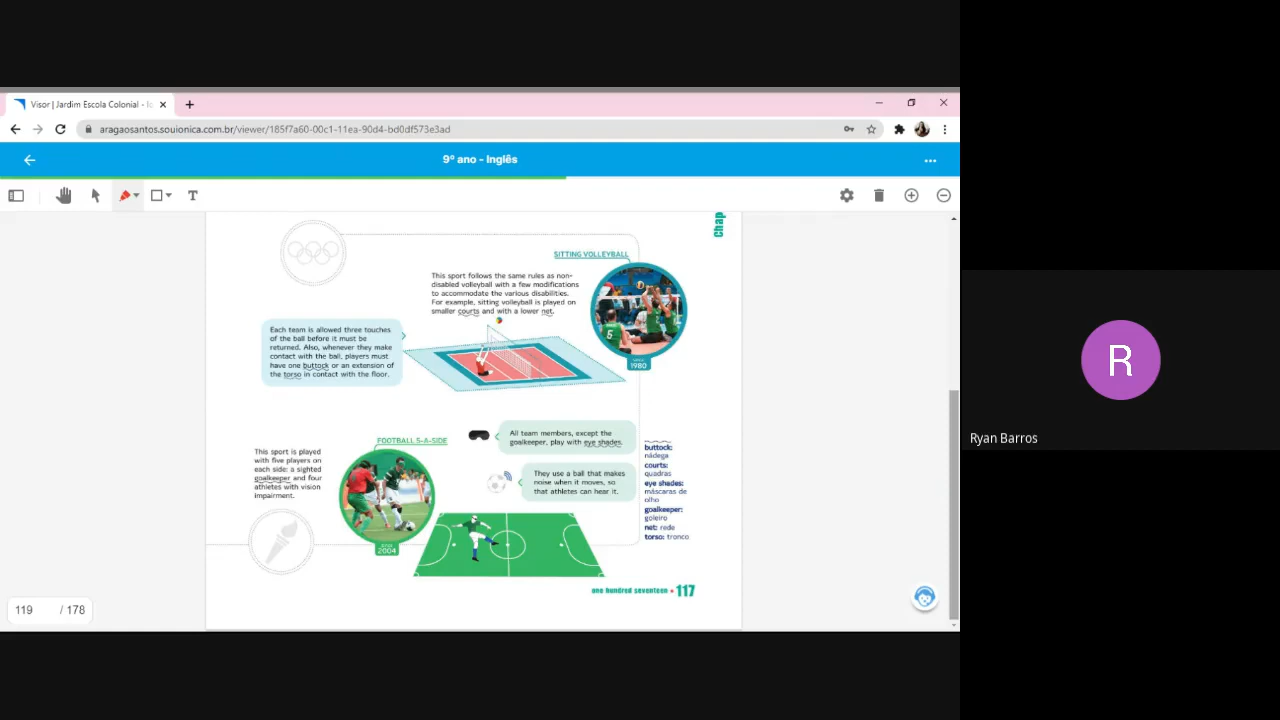 Visor | Jardim Escola Colonial - Io
aragaosantos.souionica.com.br/viewer/185f7a60-00c1-11ea-90d4-bd0df573e3ad
9º ano - Inglês
T
Chap
SITTING VOLLEYBALL
This sport follows the same rules as non-
disabled volleyball with a few modifications
to accommodate the various disabilities.
For example, sitting volleyball is played on
smaller courts and with a lower net.
Each team is allowed three touches
of the ball before it must be
returned. Also, whenever they make
contact with the ball, players must
have one buttock or an extension of
the torso in contact with the floor.
5
1980
FOOTBALL 5-A-SIDE
This sport is played
with five players on
each side: a sighted
goalkeeper and four
athletes with vision
impairment.
2004
All team members, except the
goalkeeper, play with eye shades.
They use a ball that makes
noise when it moves, so
that athletes can hear it.
buttock:
nádega
courts:
quadras
eye shades:
máscaras de
olho
goalkeeper:
goleiro
net: rede
torso: tronco
one hundred seventeen • 117
119 / 178
R
Ryan Barros